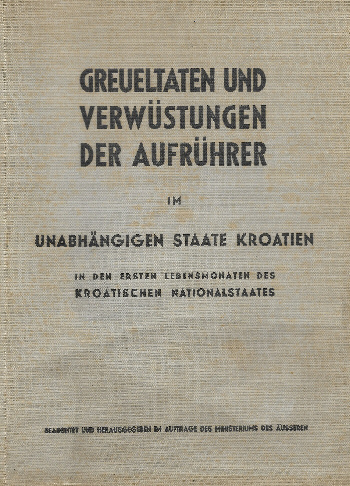 GREUELTATEN UND
VERWÜSTUNGEN
DER AUFRÜHRER
IM
UNABHÄNGIGEN STAATE KROATIEN
IN DEN ERSTEN LEBENSMONATEN DES
KROATISCHEN NATIONALSTAATES
BEARBEITET UND HERAUSGEGEBEN IM AUFTRAGE DES MINISTERIUMS DES ÄUSSEREN